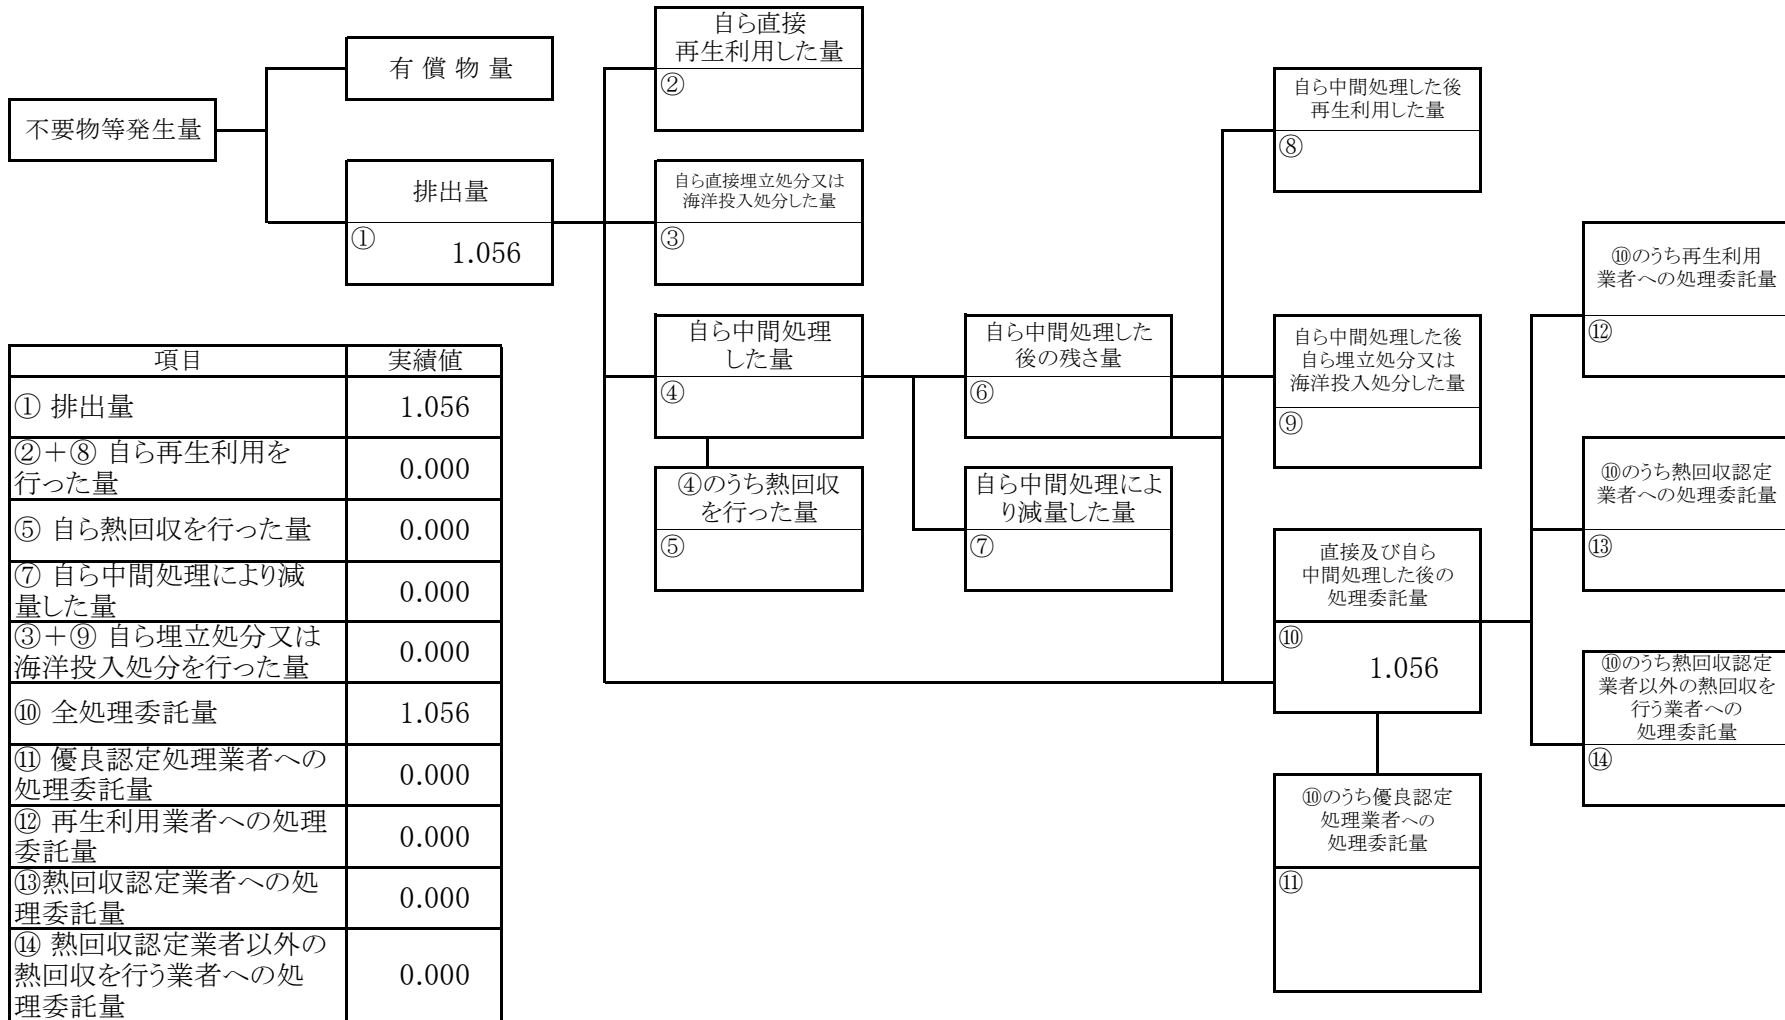 不要物等発生量
有 償 物 量
排出量
①
1.056
自ら直接
再生利用した量
②
自ら直接埋立処分又は
海洋投入処分した量
③
自ら中間処理
した量
④
④のうち熱回収
を行った量
⑤
自ら中間処理した
後の残さ量
⑥
自ら中間処理によ
り減量した量
⑦
自ら中間処理した後
再生利用した量
⑧
自ら中間処理した後
自ら埋立処分又は
海洋投入処分した量
⑨
直接及び自ら
中間処理した後の
処理委託量
⑩
1.056
⑩のうち優良認定
処理業者への
処理委託量
⑪
⑩のうち再生利用
業者への処理委託量
⑫
⑩のうち熱回収認定
業者への処理委託量
⑬
⑩のうち熱回収認定
業者以外の熱回収を
行う業者への
処理委託量
⑭
項目 実績値
① 排出量 1.056
②+⑧ 自ら再生利用を
行った量 0.000
⑤ 自ら熱回収を行った量 0.000
⑦ 自ら中間処理により減
量した量 0.000
③+⑨ 自ら埋立処分又は
海洋投入処分を行った量 0.000
⑩ 全処理委託量 1.056
⑪ 優良認定処理業者への
処理委託量 0.000
⑫ 再生利用業者への処理
委託量 0.000
⑬熱回収認定業者への処
理委託量 0.000
⑭ 熱回収認定業者以外の
熱回収を行う業者への処
理委託量 0.000